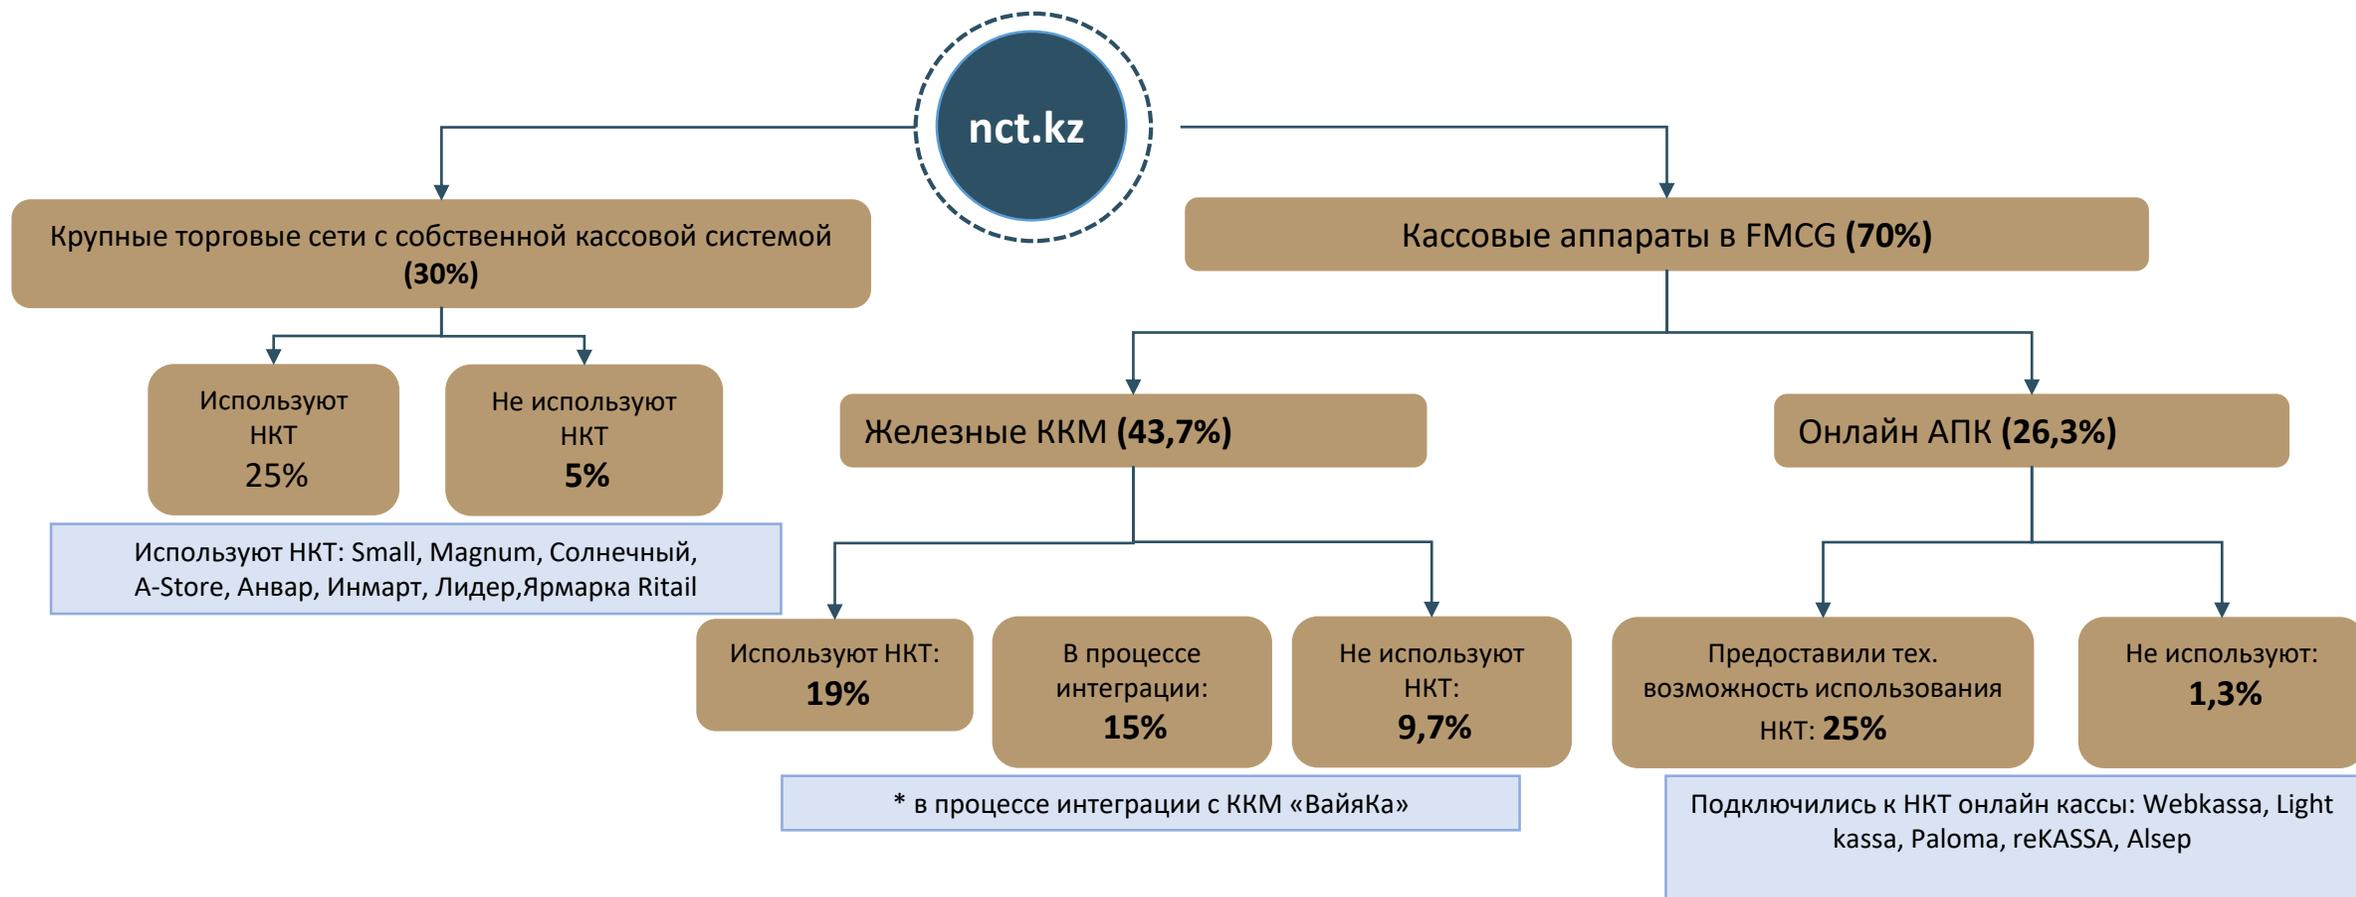 nct.kz
Крупные торговые сети с собственной кассовой системой
(30%)
Кассовые аппараты в FMCG (70%)
Используют
НКТ
25%
Не используют
НКТ
5%
Используют НКТ: Small, Magnum, Солнечный,
A-Store, Анвар, Инмарт, Лидер,Ярмарка Ritail
Железные ККМ (43,7%)
Онлайн АПК (26,3%)
Используют НКТ:
19%
В процессе
интеграции:
15%
Не используют
НКТ:
9,7%
* в процессе интеграции с ККМ «ВайяКа»
Предоставили тех.
возможность использования
НКТ: 25%
Не используют:
1,3%
Подключились к НКТ онлайн кассы: Webkassa, Light
kassa, Paloma, reKASSA, Alsep